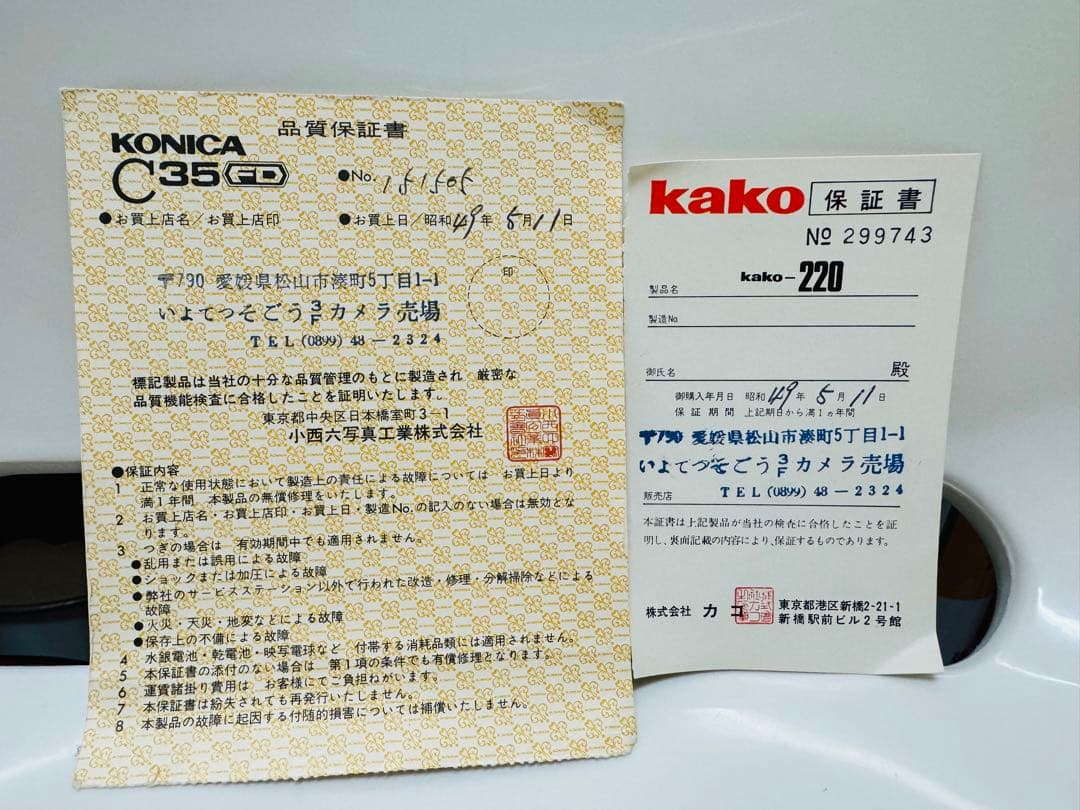 品質保証書
KONICA
C35 FD
●No. 151505
●お買上店名/お買上店印
●お買上日/昭和49年5月11日
〒790 愛媛県松山市湊町5丁目1-1
いよてつそごう3Fカメラ売場
TEL (0899) 48-2324
印
標記製品は当社の十分な品質管理のもとに製造され 厳密な
品質機能検査に合格したことを証明いたします。
東京都中央区日本橋室町3-1
小西六写真工業株式会社
●保証内容
1 正常な使用状態において製造上の責任による故障については お買上日より
満1年間 本製品の無償修理をいたします。
2 お買上店名・お買上店印・お買上日・製造No.の記入のない場合は無効とな
ります。
3 つぎの場合は 有効期間中でも適用されません。
●乱用または誤用による故障
●ショックまたは加圧による故障
●弊社のサービスステーション以外で行われた改造・修理・分解掃除などによる
故障
●火災・天災・地変などによる故障
●保存上の不備による故障
4 水銀電池・乾電池・映写電球など 付帯する消耗品類には適用されません。
5 本保証書の添付のない場合は 第1項の条件でも有償修理となります。
6 運賃諸掛り費用は お客様にてご負担ねがいます。
7 本保証書は紛失されても再発行いたしません。
8 本製品の故障に起因する付随的損害については補償いたしません。
kako 保証書
No 299743
製品名 kako-220
製造No.
御氏名 殿
御購入年月日 昭和49年5月11日
保証期間 上記期日から満1ヵ年間
〒790 愛媛県松山市湊町5丁目1-1
いよてつそごう3Fカメラ売場
販売店 TEL (0899) 48-2324
本証書は上記製品が当社の検査に合格したことを証
明し、裏面記載の内容により、保証するものであります。
株式会社 カコ
東京都港区新橋2-21-1
新橋駅前ビル2号館